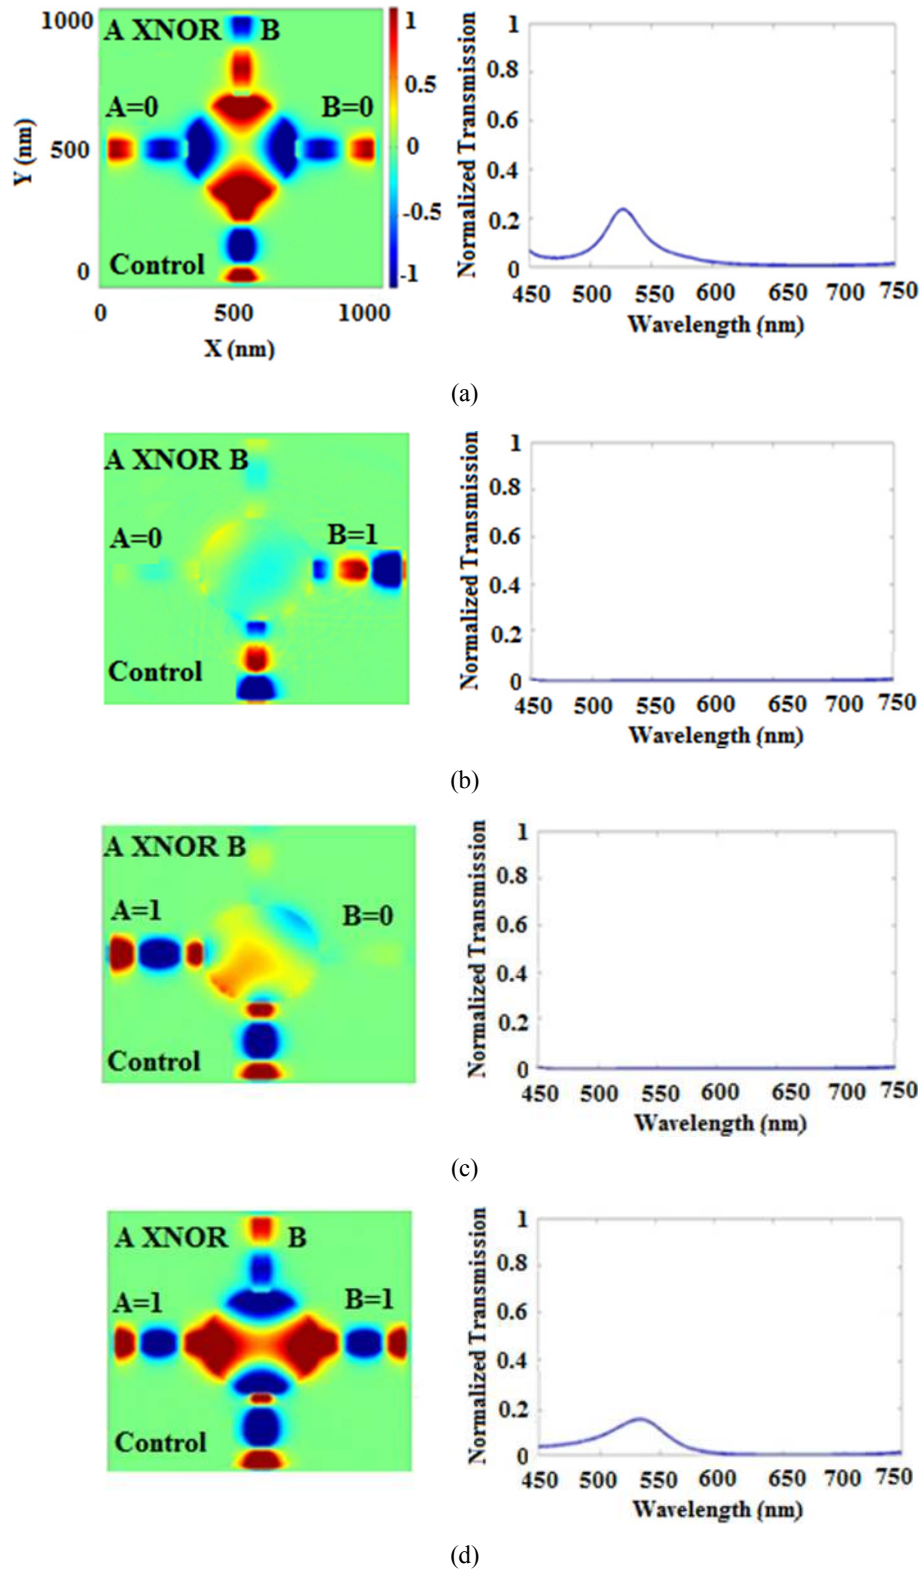 A XNOR B
A=0
B=0
Control
Y (nm)
1000
500
0
0
500
1000
X (nm)
1
0.5
0
-0.5
-1
Normalized Transmission
1
0.8
0.6
0.4
0.2
0
450 500 550 600 650 700 750
Wavelength (nm)
(a)
A XNOR B
A=0
B=1
Control
Normalized Transmission
1
0.8
0.6
0.4
0.2
0
450 500 550 600 650 700 750
Wavelength (nm)
(b)
A XNOR B
A=1
B=0
Control
Normalized Transmission
1
0.8
0.6
0.4
0.2
0
450 500 550 600 650 700 750
Wavelength (nm)
(c)
A XNOR B
A=1
B=1
Control
Normalized Transmission
1
0.8
0.6
0.4
0.2
0
450 500 550 600 650 700 750
Wavelength (nm)
(d)